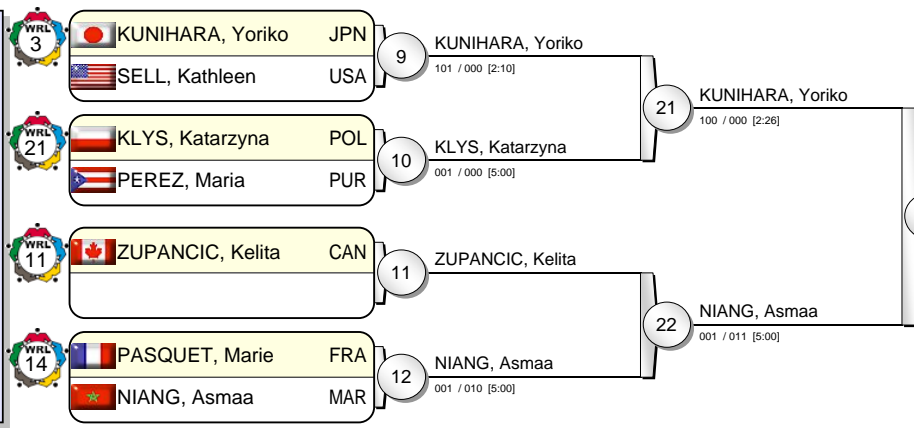 WRL
3
KUNIHARA, Yoriko JPN
SELL, Kathleen USA
9
KUNIHARA, Yoriko
101 / 000 [2:10]
21
KUNIHARA, Yoriko
100 / 000 [2:26]
WRL
21
KLYS, Katarzyna POL
PEREZ, Maria PUR
10
KLYS, Katarzyna
001 / 000 [5:00]
WRL
11
ZUPANCIC, Kelita CAN
11
ZUPANCIC, Kelita
22
NIANG, Asmaa
001 / 011 [5:00]
WRL
14
PASQUET, Marie FRA
NIANG, Asmaa MAR
12
NIANG, Asmaa
001 / 010 [5:00]